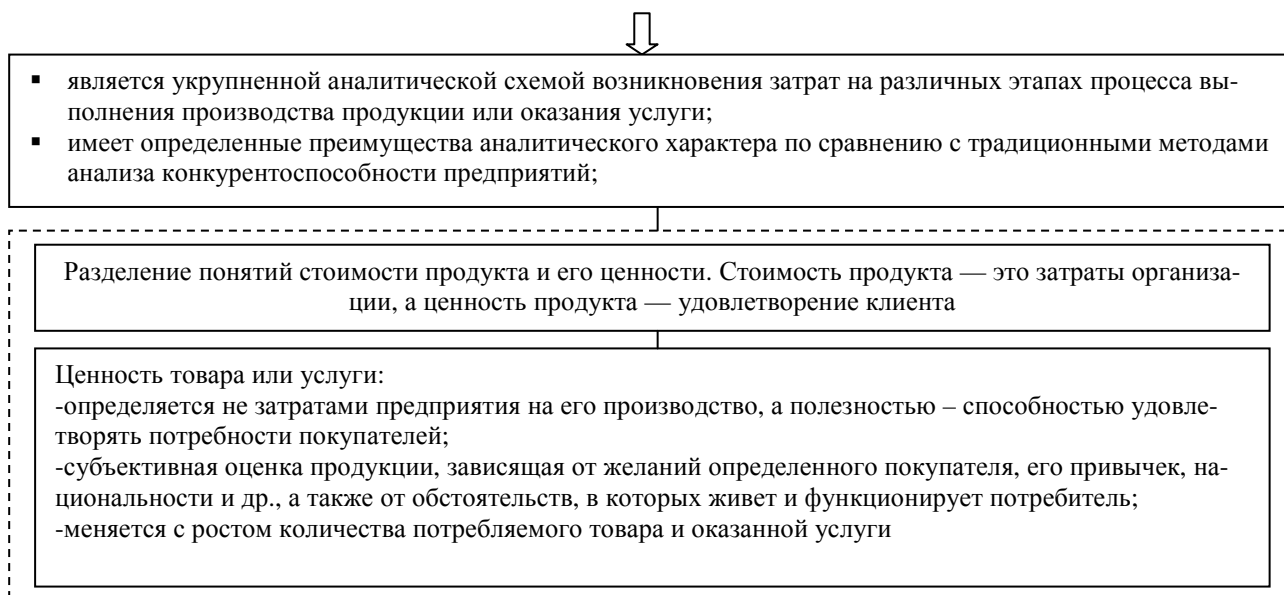 ▪ является укрупненной аналитической схемой возникновения затрат на различных этапах процесса вы-
полнения производства продукции или оказания услуги;
▪ имеет определенные преимущества аналитического характера по сравнению с традиционными методами
анализа конкурентоспособности предприятий;
Разделение понятий стоимости продукта и его ценности. Стоимость продукта — это затраты организа-
ции, а ценность продукта — удовлетворение клиента
Ценность товара или услуги:
-определяется не затратами предприятия на его производство, а полезностью – способностью удовле-
творять потребности покупателей;
-субъективная оценка продукции, зависящая от желаний определенного покупателя, его привычек, на-
циональности и др., а также от обстоятельств, в которых живет и функционирует потребитель;
-меняется с ростом количества потребляемого товара и оказанной услуги